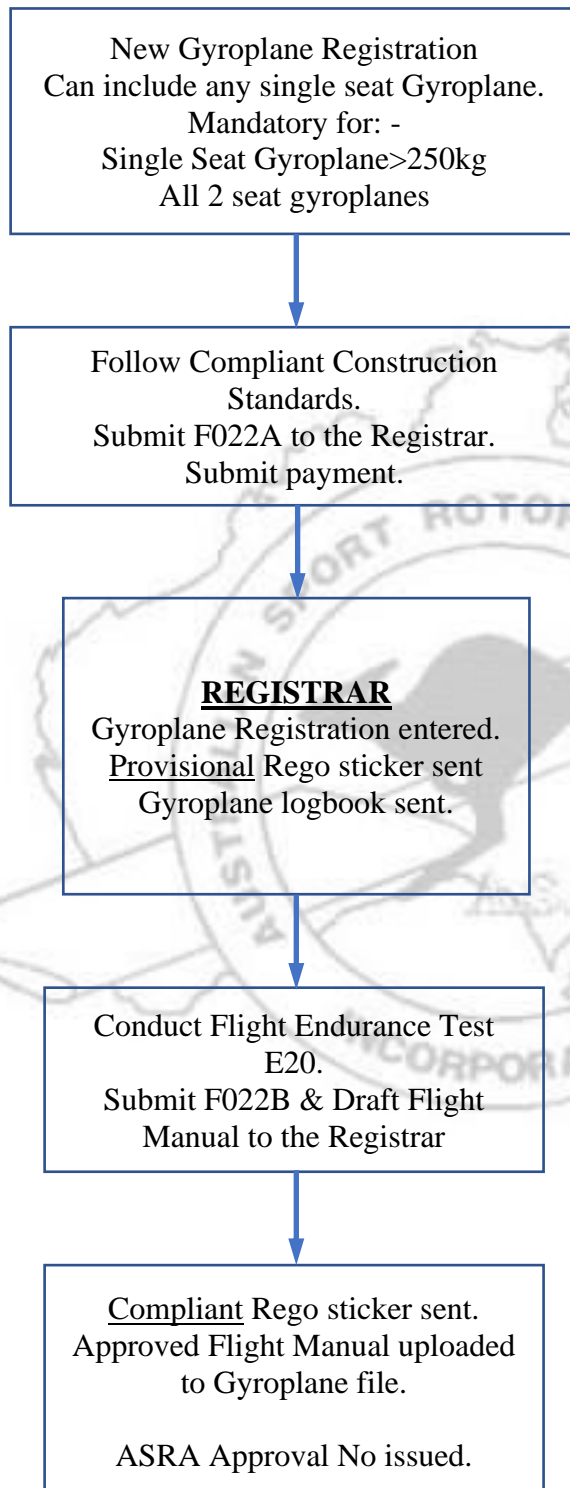 New Gyroplane Registration
Can include any single seat Gyroplane.
Mandatory for: -
Single Seat Gyroplane>250kg
All 2 seat gyroplanes
Follow Compliant Construction
Standards.
Submit F022A to the Registrar.
Submit payment.
REGISTRAR
Gyroplane Registration entered.
Provisional Rego sticker sent
Gyroplane logbook sent.
Conduct Flight Endurance Test
E20.
Submit F022B & Draft Flight
Manual to the Registrar
Compliant Rego sticker sent.
Approved Flight Manual uploaded
to Gyroplane file.
ASRA Approval No issued.
SPORT